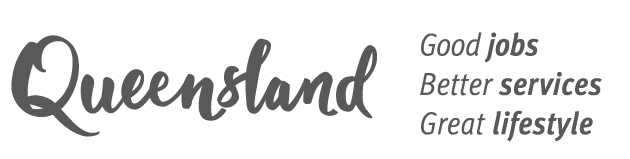 Queensland
Good jobs
Better services
Great lifestyle